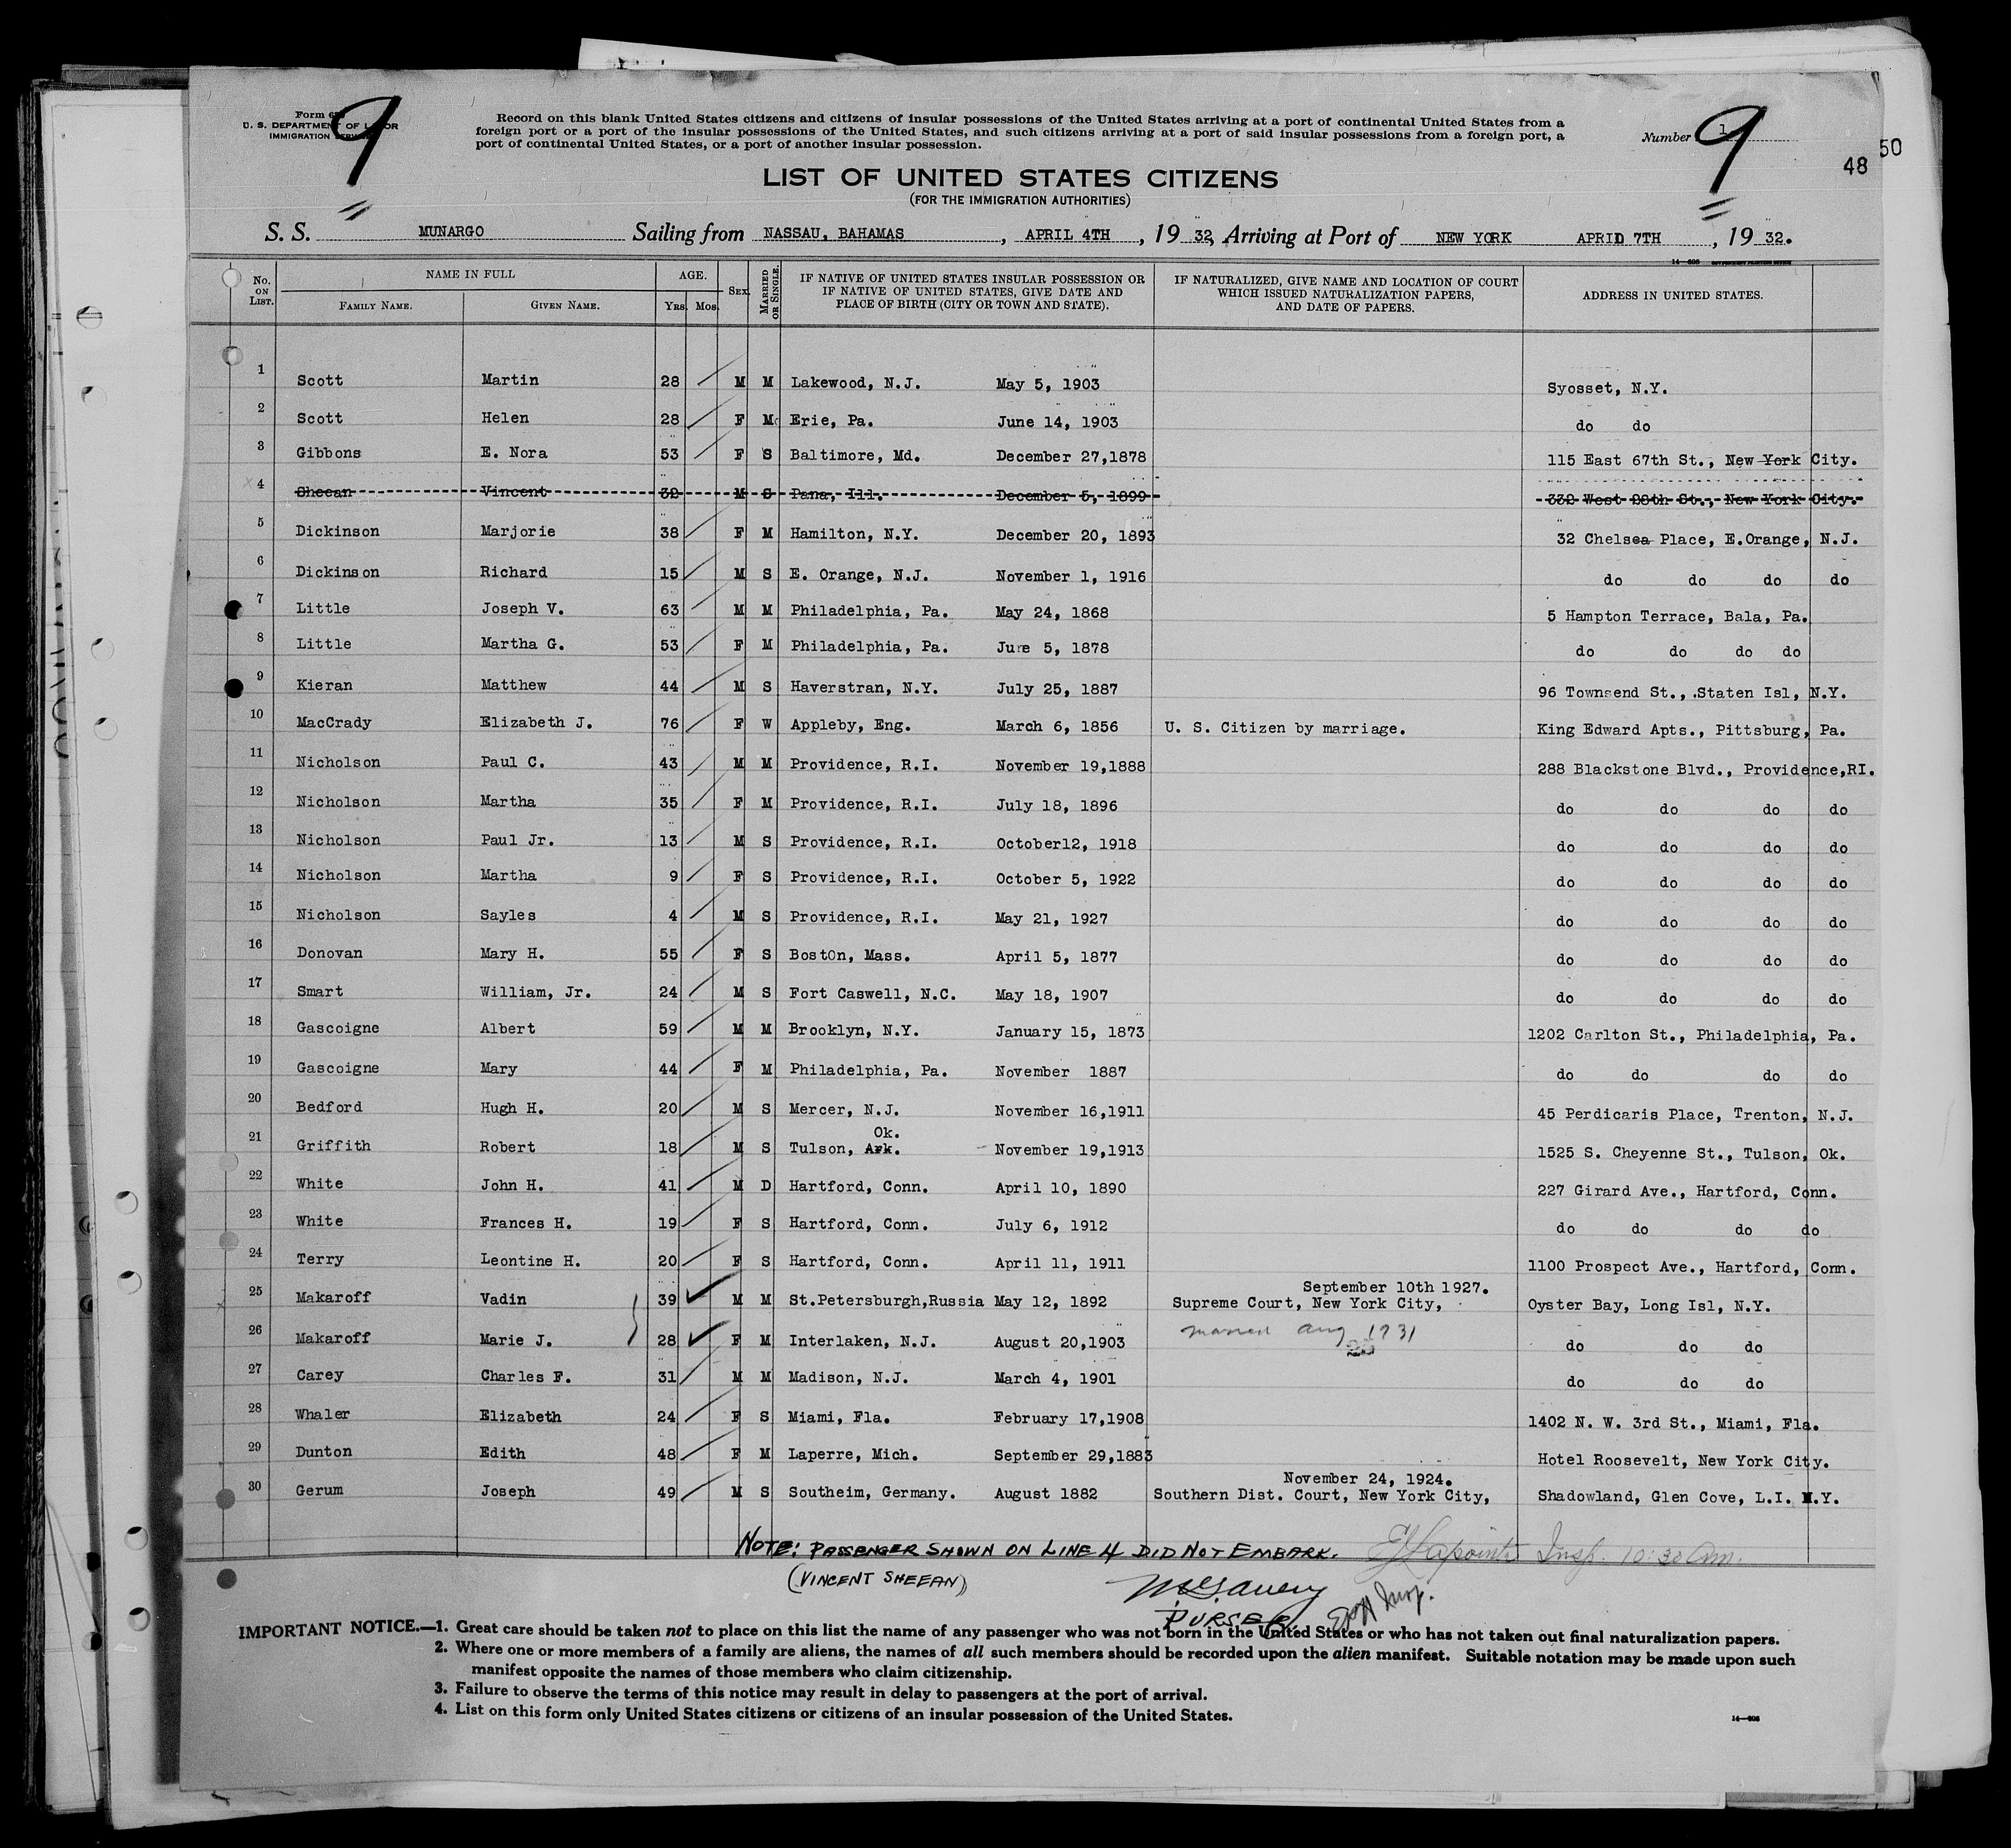 9
Form 6
U. S. DEPARTMENT OF LABOR
IMMIGRATION SERVICE
Record on this blank United States citizens and citizens of insular possessions of the United States arriving at a port of continental United States from a
foreign port or a port of the insular possessions of the United States, and such citizens arriving at a port of said insular possessions from a foreign port, a
port of continental United States, or a port of another insular possession.
Number 1
9
48
50
LIST OF UNITED STATES CITIZENS
(FOR THE IMMIGRATION AUTHORITIES)
S. S. MUNARGO Sailing from NASSAU, BAHAMAS, APRIL 4TH, 19 32, Arriving at Port of NEW YORK APRID 7TH, 19 32.
14—606 GOVERNMENT PRINTING OFFICE
No. ON LIST. NAME IN FULL FAMILY NAME. GIVEN NAME. AGE. YRS. MOS. SEX MARRIED OR SINGLE. IF NATIVE OF UNITED STATES INSULAR POSSESSION OR IF NATIVE OF UNITED STATES, GIVE DATE AND PLACE OF BIRTH (CITY OR TOWN AND STATE). IF NATURALIZED, GIVE NAME AND LOCATION OF COURT WHICH ISSUED NATURALIZATION PAPERS, AND DATE OF PAPERS. ADDRESS IN UNITED STATES.
1 Scott Martin 28 M M Lakewood, N.J. May 5, 1903 Syosset, N.Y.
2 Scott Helen 28 F M Erie, Pa. June 14, 1903 do do
3 Gibbons E. Nora 53 F S Baltimore, Md. December 27,1878 115 East 67th St., New York City.
4 Sheean Vincent 32 M S Pana, Ill. December 5, 1899 332 West 28th St., New York City.
5 Dickinson Marjorie 38 F M Hamilton, N.Y. December 20, 1893 32 Chelsea Place, E.Orange, N.J.
6 Dickinson Richard 15 M S E. Orange, N.J. November 1, 1916 do do do do
7 Little Joseph V. 63 M M Philadelphia, Pa. May 24, 1868 5 Hampton Terrace, Bala, Pa.
8 Little Martha G. 53 F M Philadelphia, Pa. June 5, 1878 do do do do
9 Kieran Matthew 44 M S Haverstran, N.Y. July 25, 1887 96 Townsend St., .Staten Isl, N.Y.
10 MacCrady Elizabeth J. 76 F W Appleby, Eng. March 6, 1856 U. S. Citizen by marriage. King Edward Apts., Pittsburg, Pa.
11 Nicholson Paul C. 43 M M Providence, R.I. November 19,1888 288 Blackstone Blvd., Providence,RI.
12 Nicholson Martha 35 F M Providence, R.I. July 18, 1896 do do do do
13 Nicholson Paul Jr. 13 M S Providence, R.I. October12, 1918 do do do do
14 Nicholson Martha 9 F S Providence, R.I. October 5, 1922 do do do do
15 Nicholson Sayles 4 M S Providence, R.I. May 21, 1927 do do do do
16 Donovan Mary H. 55 F S BostOn, Mass. April 5, 1877 do do do do
17 Smart William, Jr. 24 M S Fort Caswell, N.C. May 18, 1907 do do do do
18 Gascoigne Albert 59 M M Brooklyn, N.Y. January 15, 1873 1202 Carlton St., Philadelphia, Pa.
19 Gascoigne Mary 44 F M Philadelphia, Pa. November 1887 do do do do
20 Bedford Hugh H. 20 M S Mercer, N.J. November 16,1911 45 Perdicaris Place, Trenton, N.J.
Ok.
21 Griffith Robert 18 M S Tulson, Ark. November 19,1913 1525 S. Cheyenne St., Tulson, Ok.
22 White John H. 41 M D Hartford, Conn. April 10, 1890 227 Girard Ave., Hartford, Conn.
23 White Frances H. 19 F S Hartford, Conn. July 6, 1912 do do do do
24 Terry Leontine H. 20 F S Hartford, Conn. April 11, 1911 1100 Prospect Ave., Hartford, Conn.
September 10th 1927.
25 Makaroff Vadin 39 M M St.Petersburgh,Russia May 12, 1892 Supreme Court, New York City, Oyster Bay, Long Isl, N.Y.
26 Makaroff Marie J. 28 F M Interlaken, N.J. August 20,1903 married Aug 1931 do do do
27 Carey Charles F. 31 M M Madison, N.J. March 4, 1901 do do do
28 Whaler Elizabeth 24 F S Miami, Fla. February 17,1908 1402 N. W. 3rd St., Miami, Fla.
29 Dunton Edith 48 F M Laperre, Mich. September 29,1883 Hotel Roosevelt, New York City.
November 24, 1924.
30 Gerum Joseph 49 M S Southeim, Germany. August 1882 Southern Dist. Court, New York City, Shadowland, Glen Cove, L.I. N.Y.
NOTE: PASSENGER SHOWN ON LINE 4 DID NOT EMBARK. Lapointe Insp. 10:30 Am.
(VINCENT SHEEAN)
PURSER Insp.
IMPORTANT NOTICE.—1. Great care should be taken not to place on this list the name of any passenger who was not born in the United States or who has not taken out final naturalization papers.
2. Where one or more members of a family are aliens, the names of all such members should be recorded upon the alien manifest. Suitable notation may be made upon such
manifest opposite the names of those members who claim citizenship.
3. Failure to observe the terms of this notice may result in delay to passengers at the port of arrival.
4. List on this form only United States citizens or citizens of an insular possession of the United States.
14—606